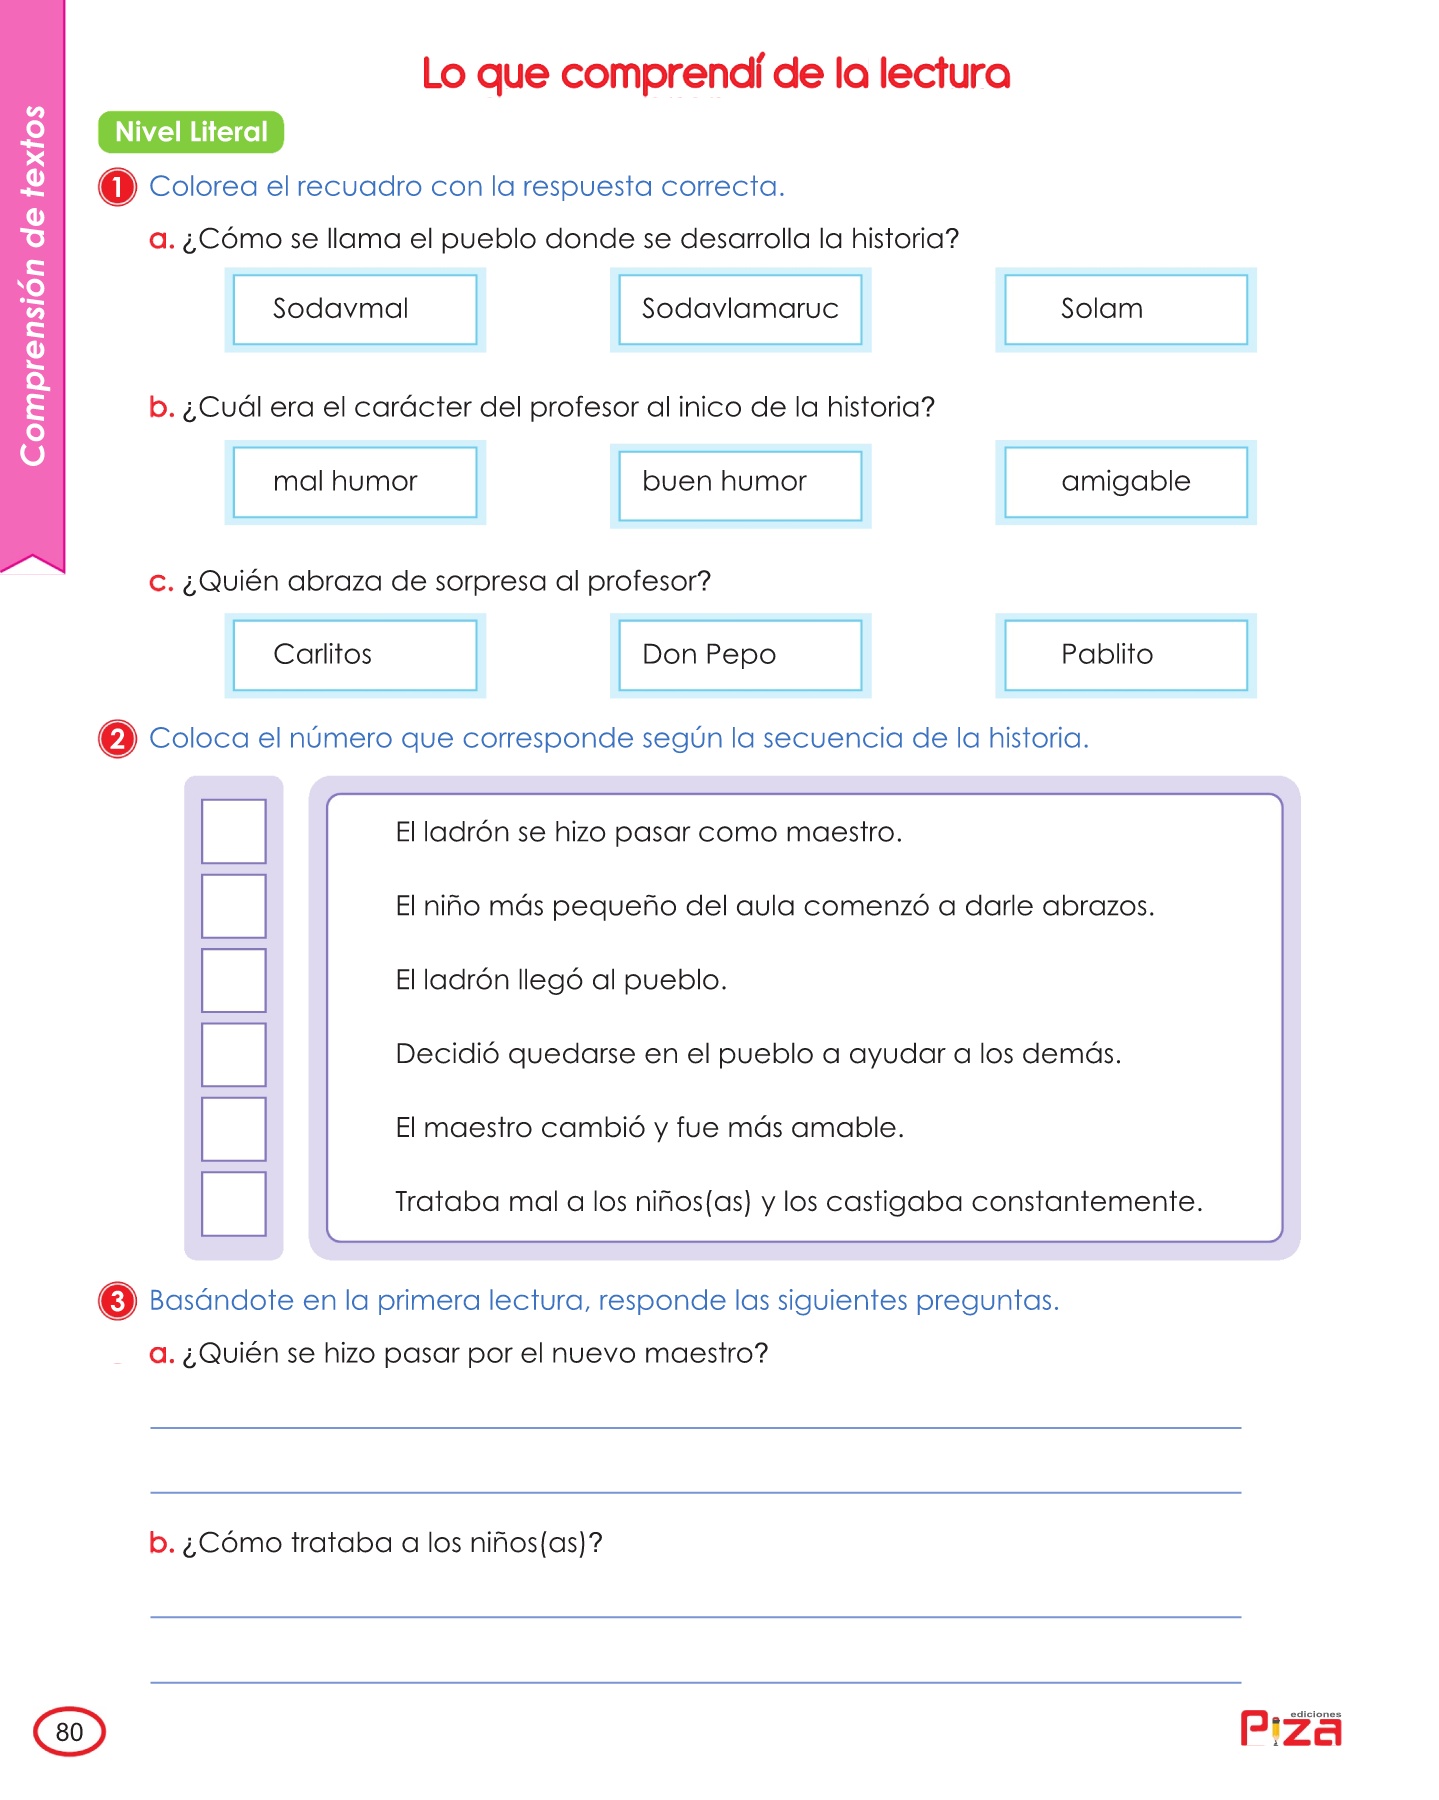 Comprensión de textos
Lo que comprendí de la lectura
Nivel Literal
1 Colorea el recuadro con la respuesta correcta.
a. ¿Cómo se llama el pueblo donde se desarrolla la historia?
Sodavmal Sodavlamaruc Solam
b. ¿Cuál era el carácter del profesor al inico de la historia?
mal humor buen humor amigable
c. ¿Quién abraza de sorpresa al profesor?
Carlitos Don Pepo Pablito
2 Coloca el número que corresponde según la secuencia de la historia.
El ladrón se hizo pasar como maestro.
El niño más pequeño del aula comenzó a darle abrazos.
El ladrón llegó al pueblo.
Decidió quedarse en el pueblo a ayudar a los demás.
El maestro cambió y fue más amable.
Trataba mal a los niños(as) y los castigaba constantemente.
3 Basándote en la primera lectura, responde las siguientes preguntas.
a. ¿Quién se hizo pasar por el nuevo maestro?
b. ¿Cómo trataba a los niños(as)?
80
ediciones
Piza